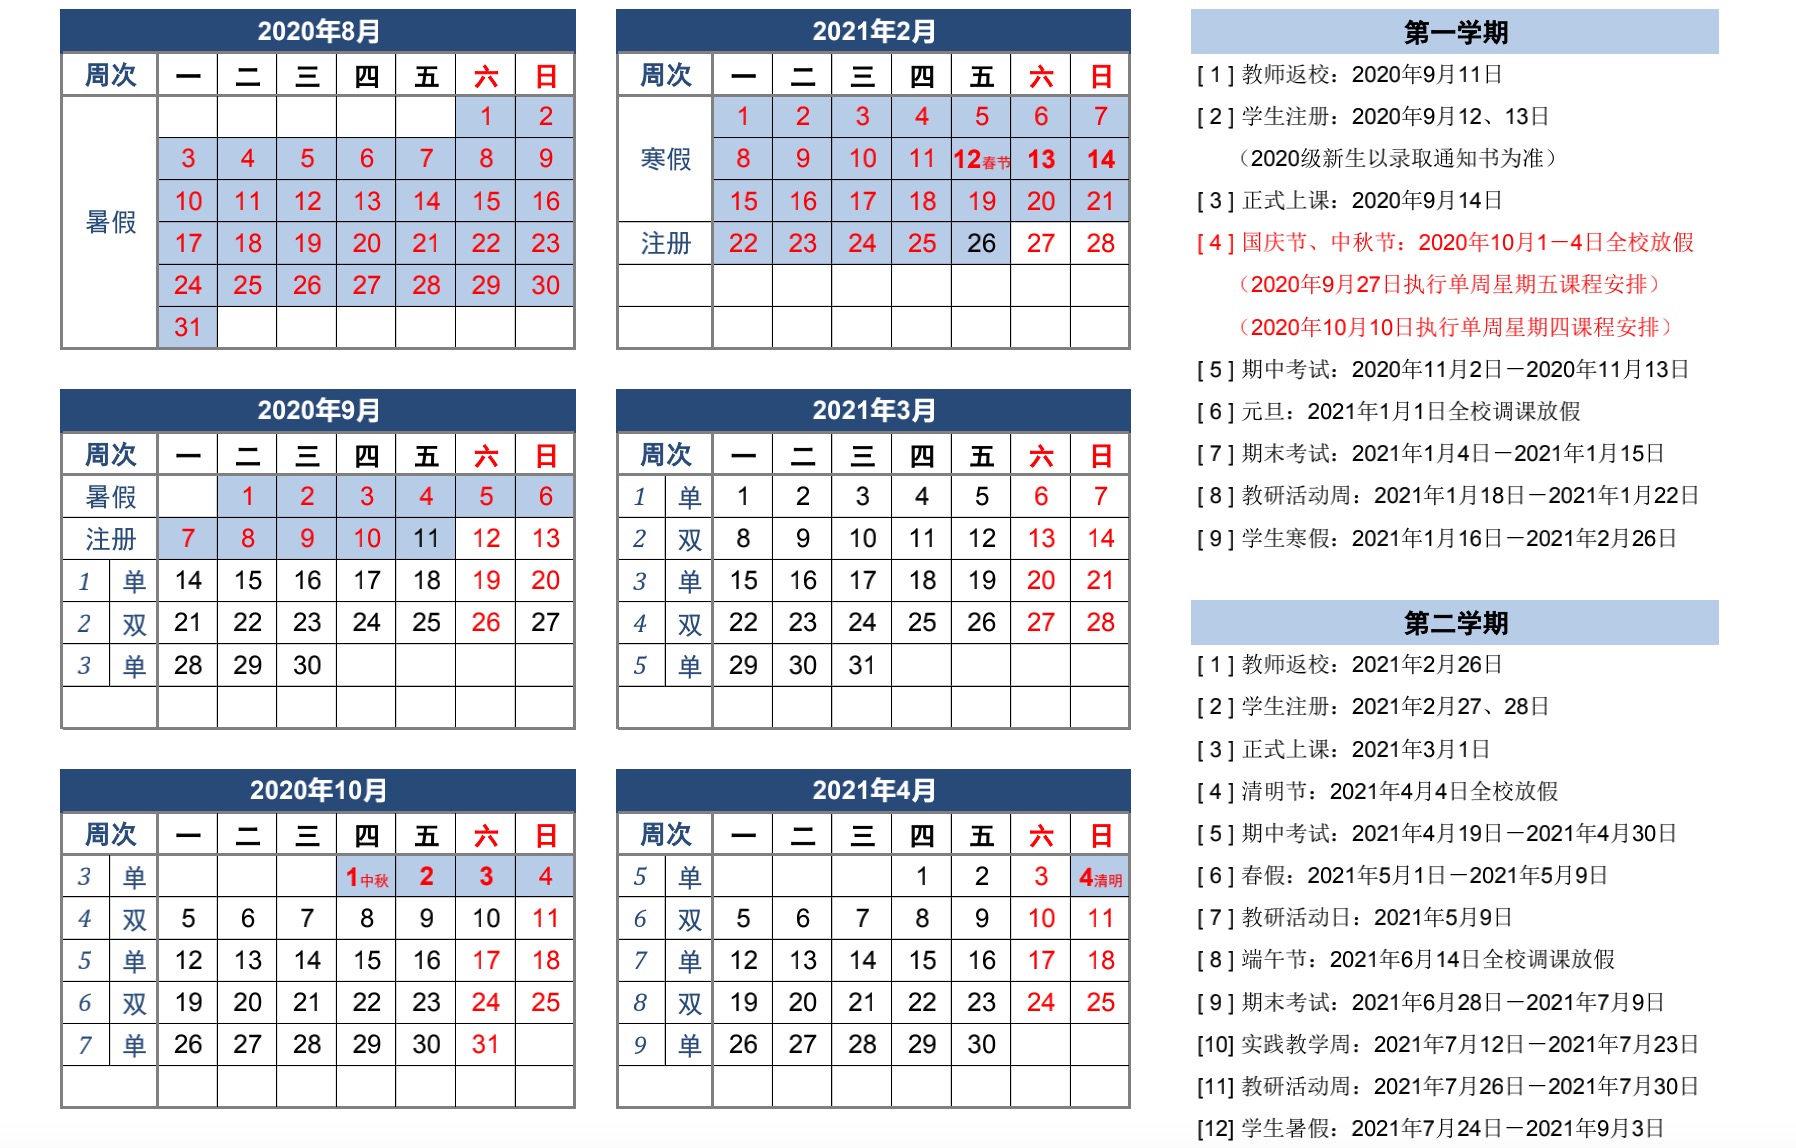 2020年8月
周次 一 二 三 四 五 六 日
1 2
3 4 5 6 7 8 9
10 11 12 13 14 15 16
暑假
17 18 19 20 21 22 23
24 25 26 27 28 29 30
31
2020年9月
周次 一 二 三 四 五 六 日
暑假 1 2 3 4 5 6
注册 7 8 9 10 11 12 13
1 单 14 15 16 17 18 19 20
2 双 21 22 23 24 25 26 27
3 单 28 29 30
2020年10月
周次 一 二 三 四 五 六 日
3 单 1中秋 2 3 4
4 双 5 6 7 8 9 10 11
5 单 12 13 14 15 16 17 18
6 双 19 20 21 22 23 24 25
7 单 26 27 28 29 30 31
2021年2月
周次 一 二 三 四 五 六 日
1 2 3 4 5 6 7
寒假 8 9 10 11 12春节 13 14
15 16 17 18 19 20 21
注册 22 23 24 25 26 27 28
2021年3月
周次 一 二 三 四 五 六 日
1 单 1 2 3 4 5 6 7
2 双 8 9 10 11 12 13 14
3 单 15 16 17 18 19 20 21
4 双 22 23 24 25 26 27 28
5 单 29 30 31
2021年4月
周次 一 二 三 四 五 六 日
5 单 1 2 3 4清明
6 双 5 6 7 8 9 10 11
7 单 12 13 14 15 16 17 18
8 双 19 20 21 22 23 24 25
9 单 26 27 28 29 30
第一学期
[ 1 ] 教师返校：2020年9月11日
[ 2 ] 学生注册：2020年9月12、13日
（2020级新生以录取通知书为准）
[ 3 ] 正式上课：2020年9月14日
[ 4 ] 国庆节、中秋节：2020年10月1－4日全校放假
（2020年9月27日执行单周星期五课程安排）
（2020年10月10日执行单周星期四课程安排）
[ 5 ] 期中考试：2020年11月2日－2020年11月13日
[ 6 ] 元旦：2021年1月1日全校调课放假
[ 7 ] 期末考试：2021年1月4日－2021年1月15日
[ 8 ] 教研活动周：2021年1月18日－2021年1月22日
[ 9 ] 学生寒假：2021年1月16日－2021年2月26日
第二学期
[ 1 ] 教师返校：2021年2月26日
[ 2 ] 学生注册：2021年2月27、28日
[ 3 ] 正式上课：2021年3月1日
[ 4 ] 清明节：2021年4月4日全校放假
[ 5 ] 期中考试：2021年4月19日－2021年4月30日
[ 6 ] 春假：2021年5月1日－2021年5月9日
[ 7 ] 教研活动日：2021年5月9日
[ 8 ] 端午节：2021年6月14日全校调课放假
[ 9 ] 期末考试：2021年6月28日－2021年7月9日
[10] 实践教学周：2021年7月12日－2021年7月23日
[11] 教研活动周：2021年7月26日－2021年7月30日
[12] 学生暑假：2021年7月24日－2021年9月3日